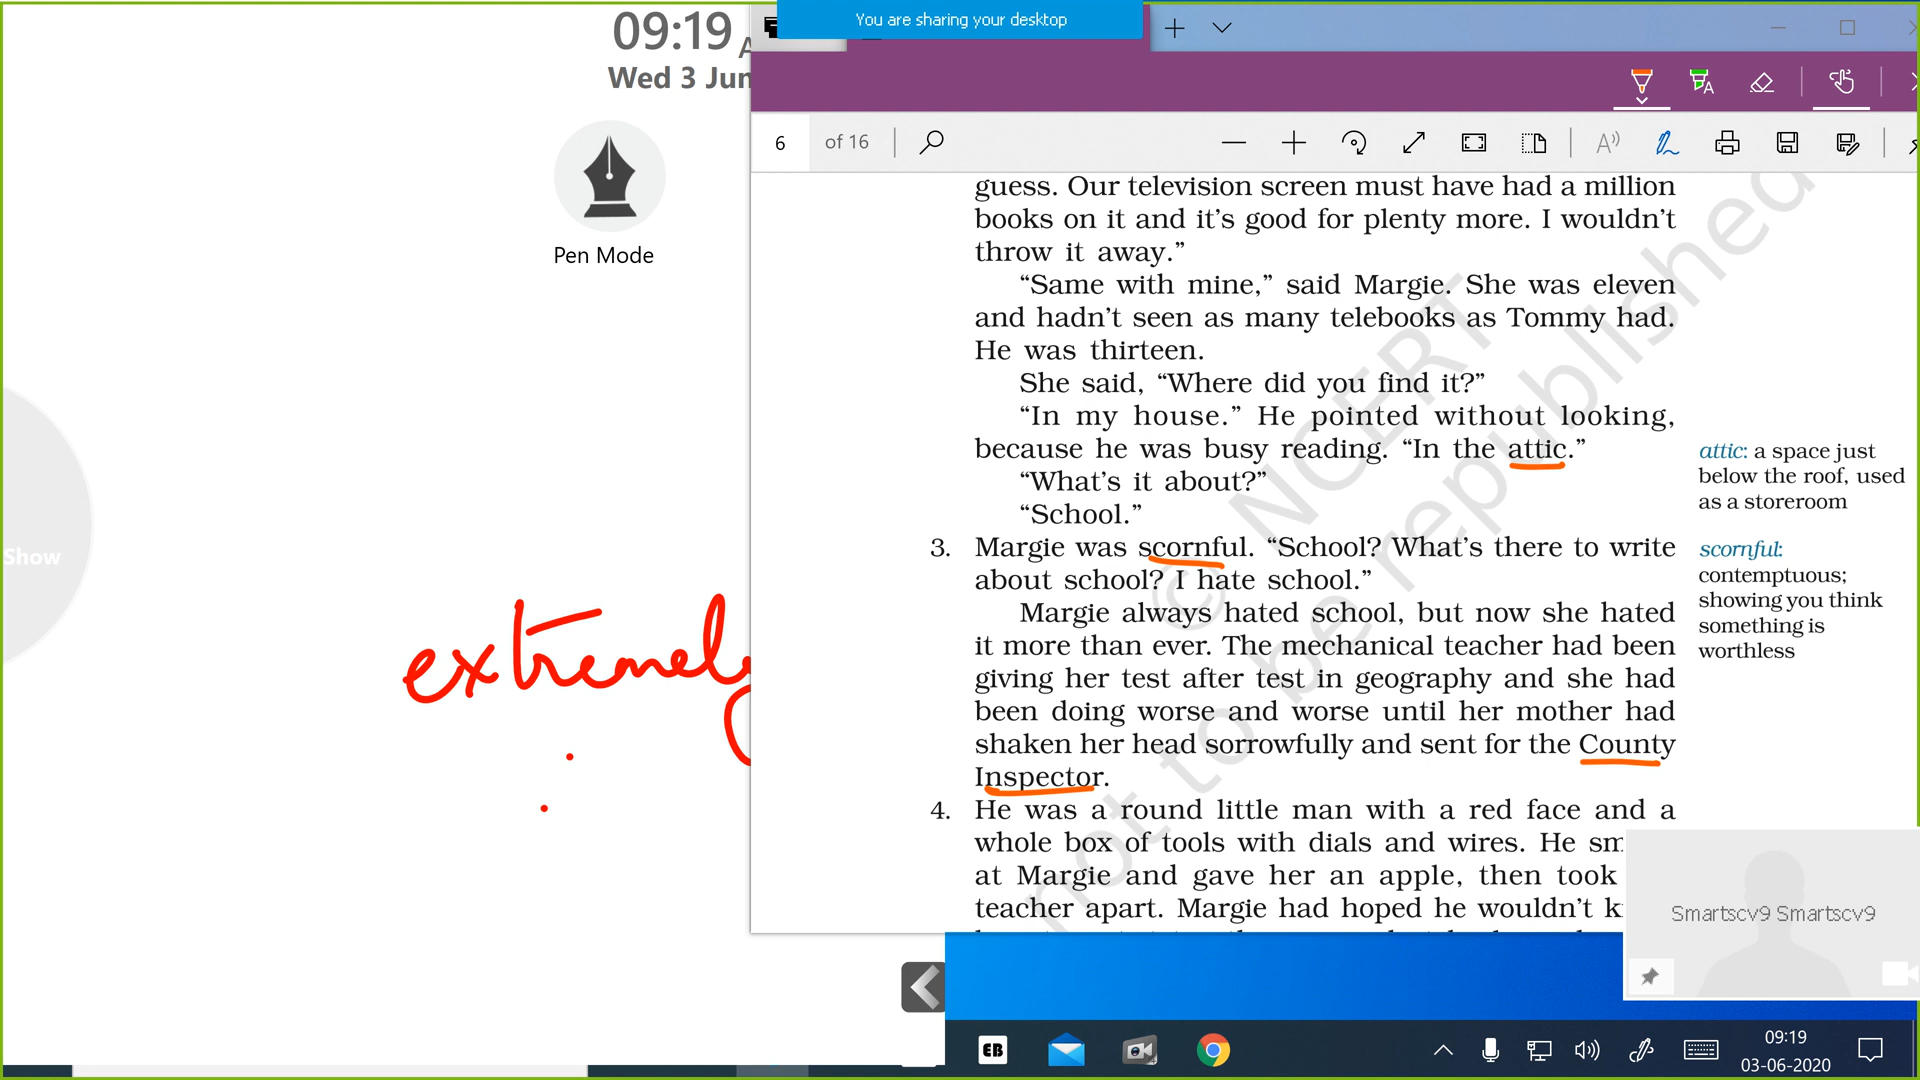 You are sharing your desktop
09:19
Wed 3 Jun
Pen Mode
Show
extremely
6 of 16
guess. Our television screen must have had a million
books on it and it's good for plenty more. I wouldn't
throw it away.”
“Same with mine,” said Margie. She was eleven
and hadn't seen as many telebooks as Tommy had.
He was thirteen.
She said, “Where did you find it?”
“In my house.” He pointed without looking,
because he was busy reading. “In the attic.”
“What's it about?”
“School.”
3. Margie was scornful. “School? What's there to write
about school? I hate school.”
Margie always hated school, but now she hated
it more than ever. The mechanical teacher had been
giving her test after test in geography and she had
been doing worse and worse until her mother had
shaken her head sorrowfully and sent for the County
Inspector.
4. He was a round little man with a red face and a
whole box of tools with dials and wires. He
at Margie and gave her an apple, then took
teacher apart. Margie had hoped he wouldn't
attic: a space just
below the roof, used
as a storeroom
scornful:
contemptuous;
showing you think
something is
worthless
© NCERT
not to be republished
Smartscv9 Smartscv9
EB
09:19
03-06-2020